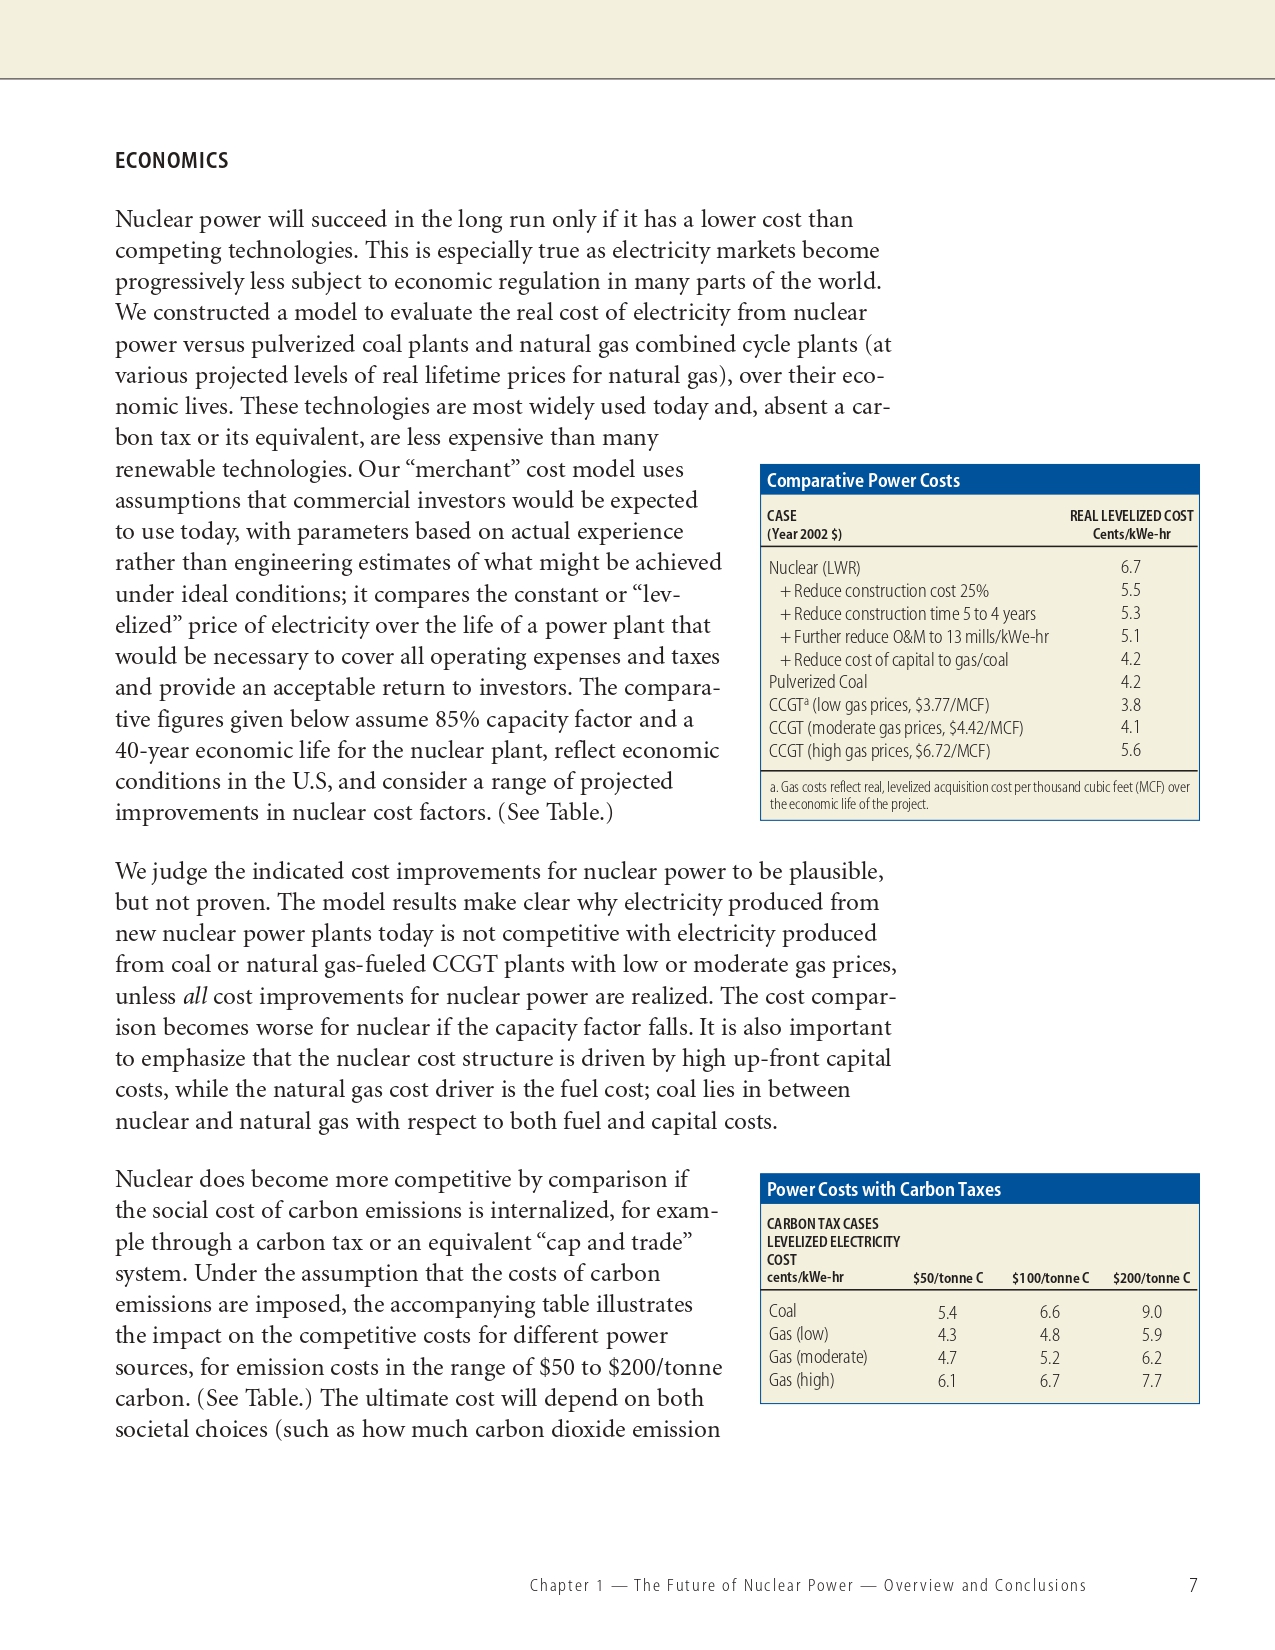 ECONOMICS
Nuclear power will succeed in the long run only if it has a lower cost than
competing technologies. This is especially true as electricity markets become
progressively less subject to economic regulation in many parts of the world.
We constructed a model to evaluate the real cost of electricity from nuclear
power versus pulverized coal plants and natural gas combined cycle plants (at
various projected levels of real lifetime prices for natural gas), over their eco-
nomic lives. These technologies are most widely used today and, absent a car-
bon tax or its equivalent, are less expensive than many
renewable technologies. Our “merchant” cost model uses
assumptions that commercial investors would be expected
to use today, with parameters based on actual experience
rather than engineering estimates of what might be achieved
under ideal conditions; it compares the constant or “lev-
elized” price of electricity over the life of a power plant that
would be necessary to cover all operating expenses and taxes
and provide an acceptable return to investors. The compara-
tive figures given below assume 85% capacity factor and a
40-year economic life for the nuclear plant, reflect economic
conditions in the U.S, and consider a range of projected
improvements in nuclear cost factors. (See Table.)
Comparative Power Costs
CASE REAL LEVELIZED COST
(Year 2002 $) Cents/kWe-hr
Nuclear (LWR) 6.7
+ Reduce construction cost 25% 5.5
+ Reduce construction time 5 to 4 years 5.3
+ Further reduce O&M to 13 mills/kWe-hr 5.1
+ Reduce cost of capital to gas/coal 4.2
Pulverized Coal 4.2
CCGTa (low gas prices, $3.77/MCF) 3.8
CCGT (moderate gas prices, $4.42/MCF) 4.1
CCGT (high gas prices, $6.72/MCF) 5.6
a. Gas costs reflect real, levelized acquisition cost per thousand cubic feet (MCF) over
the economic life of the project.
We judge the indicated cost improvements for nuclear power to be plausible,
but not proven. The model results make clear why electricity produced from
new nuclear power plants today is not competitive with electricity produced
from coal or natural gas-fueled CCGT plants with low or moderate gas prices,
unless all cost improvements for nuclear power are realized. The cost compar-
ison becomes worse for nuclear if the capacity factor falls. It is also important
to emphasize that the nuclear cost structure is driven by high up-front capital
costs, while the natural gas cost driver is the fuel cost; coal lies in between
nuclear and natural gas with respect to both fuel and capital costs.
Nuclear does become more competitive by comparison if
the social cost of carbon emissions is internalized, for exam-
ple through a carbon tax or an equivalent “cap and trade”
system. Under the assumption that the costs of carbon
emissions are imposed, the accompanying table illustrates
the impact on the competitive costs for different power
sources, for emission costs in the range of $50 to $200/tonne
carbon. (See Table.) The ultimate cost will depend on both
societal choices (such as how much carbon dioxide emission
Power Costs with Carbon Taxes
CARBON TAX CASES
LEVELIZED ELECTRICITY
COST
cents/kWe-hr $50/tonne C $100/tonne C $200/tonne C
Coal 5.4 6.6 9.0
Gas (low) 4.3 4.8 5.9
Gas (moderate) 4.7 5.2 6.2
Gas (high) 6.1 6.7 7.7
Chapter 1 — The Future of Nuclear Power — Overview and Conclusions 7